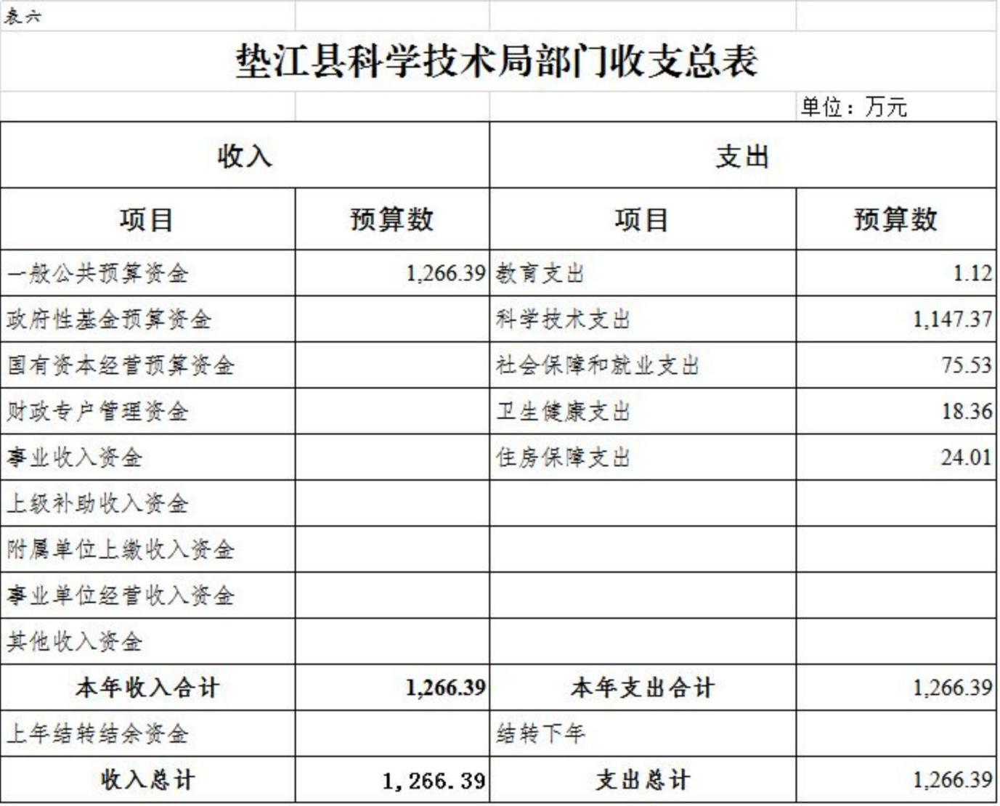 表六
垫江县科学技术局部门收支总表
单位：万元
收入 支出
项目 预算数 项目 预算数
一般公共预算资金 1,266.39 教育支出 1.12
政府性基金预算资金 科学技术支出 1,147.37
国有资本经营预算资金 社会保障和就业支出 75.53
财政专户管理资金 卫生健康支出 18.36
事业收入资金 住房保障支出 24.01
上级补助收入资金
附属单位上缴收入资金
事业单位经营收入资金
其他收入资金
本年收入合计 1,266.39 本年支出合计 1,266.39
上年结转结余资金 结转下年
收入总计 1,266.39 支出总计 1,266.39